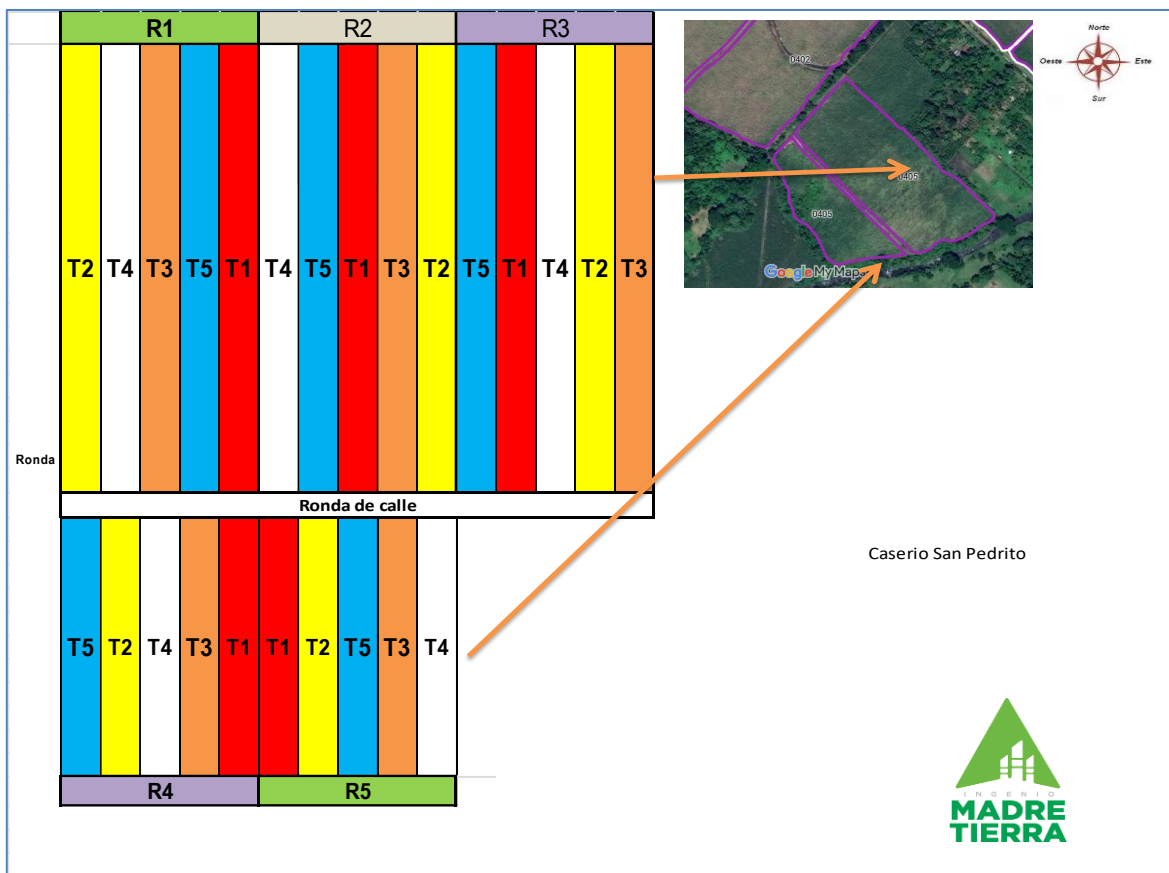 R1 R2 R3
T2 T4 T3 T5 T1 T4 T5 T1 T3 T2 T5 T1 T4 T2 T3
Ronda
Ronda de calle
T5 T2 T4 T3 T1 T1 T2 T5 T3 T4
R4 R5
0402
0405
0405
Google My Maps
Norte
Oeste Este
Sur
Caserio San Pedrito
INGENIO
MADRE
TIERRA